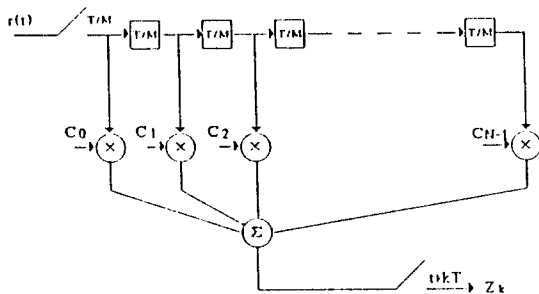 r(t) T/M T/M T/M T/M T/M
C0 C1 C2 CN-1
× × × ×
Σ
t+kT Zk